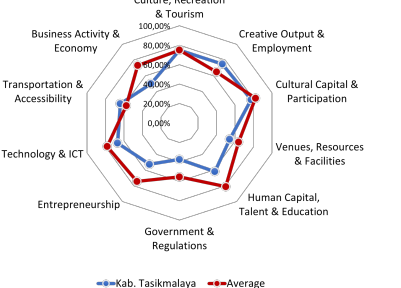 Culture, Recreation
& Tourism
100,00%
Business Activity &
Economy
Creative Output &
Employment
80,00%
60,00%
Transportation &
Accessibility
40,00%
Cultural Capital &
Participation
20,00%
0,00%
Technology & ICT
Venues, Resources
& Facilities
Entrepreneurship
Human Capital,
Talent & Education
Government &
Regulations
Kab. Tasikmalaya
Average